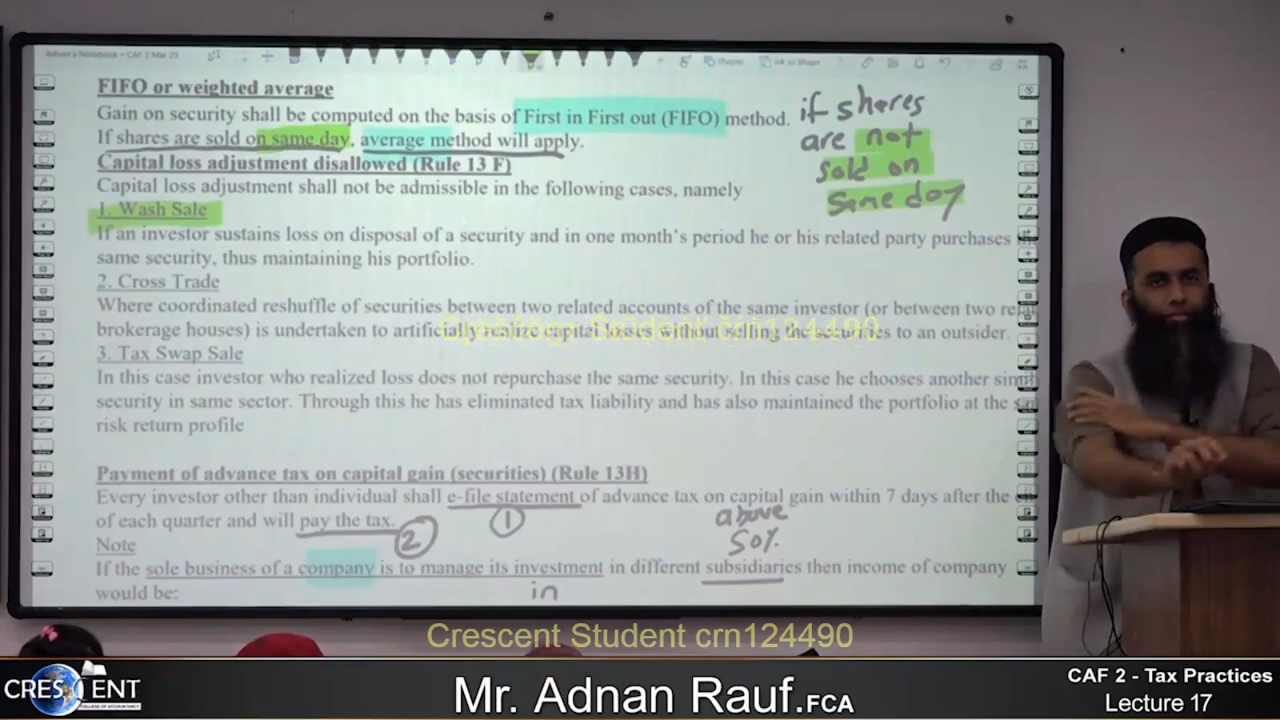 Adnan's Notebook - CAF 2 Mar 25
FIFO or weighted average
Gain on security shall be computed on the basis of First in First out (FIFO) method.
If shares are sold on same day, average method will apply.
if shares
are not
sold on
same day
Capital loss adjustment disallowed (Rule 13 F)
Capital loss adjustment shall not be admissible in the following cases, namely
1. Wash Sale
If an investor sustains loss on disposal of a security and in one month's period he or his related party purchases
same security, thus maintaining his portfolio.
2. Cross Trade
Where coordinated reshuffle of securities between two related accounts of the same investor (or between two
brokerage houses) is undertaken to artificially realize capital losses without selling the securities to an outsider.
Crescent Student crn124490
3. Tax Swap Sale
In this case investor who realized loss does not repurchase the same security. In this case he chooses another
security in same sector. Through this he has eliminated tax liability and has also maintained the portfolio at the
risk return profile
Payment of advance tax on capital gain (securities) (Rule 13H)
Every investor other than individual shall e-file statement of advance tax on capital gain within 7 days after the
of each quarter and will pay the tax.
2
1
above
50%
Note
If the sole business of a company is to manage its investment in different subsidiaries then income of company
would be:
in
Crescent Student crn124490
CRESCENT
COLLEGE OF ACCOUNTANCY
Mr. Adnan Rauf.FCA
CAF 2 - Tax Practices
Lecture 17